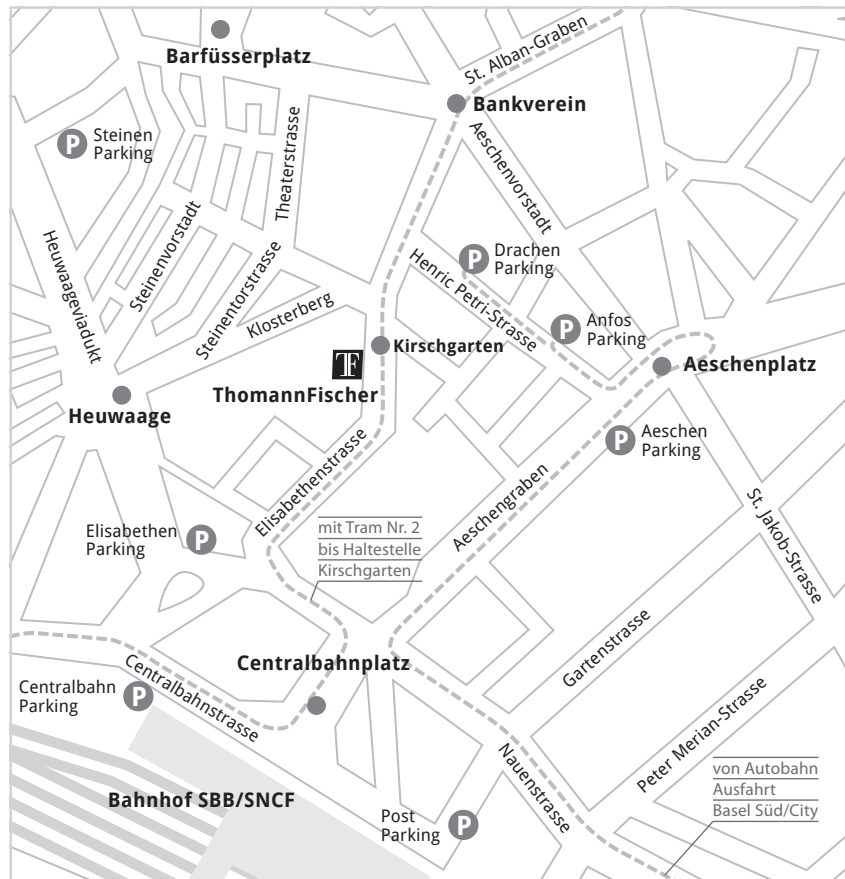 St. Alban-Graben
Barfüsserplatz
Bankverein
P
Steinen
Parking
Theaterstrasse
Aeschenvorstadt
Steinenvorstadt
Heuwaageviadukt
Steinentorstrasse
P
Drachen
Parking
Henric Petri-Strasse
Klosterberg
P
Anfos
Parking
Kirschgarten
TF
ThomannFischer
Aeschenplatz
Heuwaage
P
Aeschen
Parking
Elisabethenstrasse
Aeschengraben
St. Jakob-Strasse
Elisabethen
Parking
P
mit Tram Nr. 2
bis Haltestelle
Kirschgarten
Gartenstrasse
Centralbahnplatz
Centralbahnstrasse
Centralbahn
Parking
P
Peter Merian-Strasse
Nauenstrasse
von Autobahn
Ausfahrt
Basel Süd/City
Bahnhof SBB/SNCF
Post
Parking
P